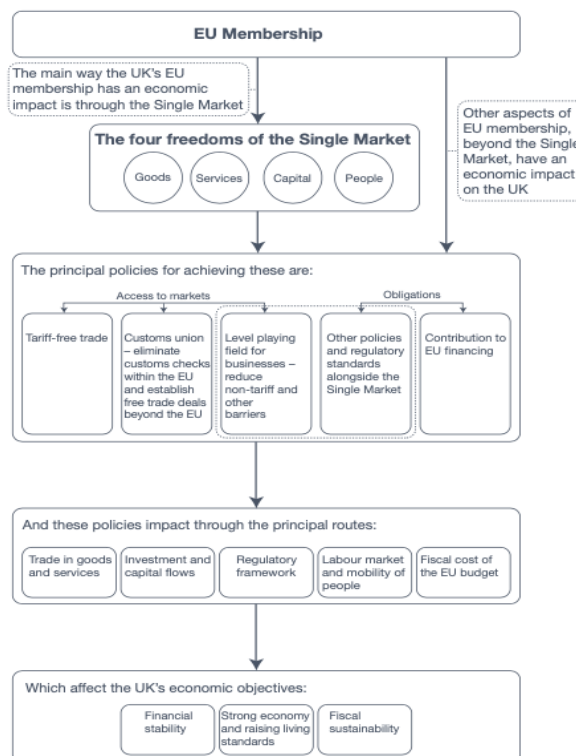 EU Membership
The main way the UK's EU
membership has an economic
impact is through the Single Market
Other aspects of
EU membership,
beyond the Single
Market, have an
economic impact
on the UK
The four freedoms of the Single Market
Goods
Services
Capital
People
The principal policies for achieving these are:
Access to markets
Obligations
Tariff-free trade
Customs union
– eliminate
customs checks
within the EU
and establish
free trade deals
beyond the EU
Level playing
field for
businesses –
reduce
non-tariff and
other
barriers
Other policies
and regulatory
standards
alongside the
Single Market
Contribution to
EU financing
And these policies impact through the principal routes:
Trade in goods
and services
Investment and
capital flows
Regulatory
framework
Labour market
and mobility of
people
Fiscal cost of
the EU budget
Which affect the UK's economic objectives:
Financial
stability
Strong economy
and raising living
standards
Fiscal
sustainability